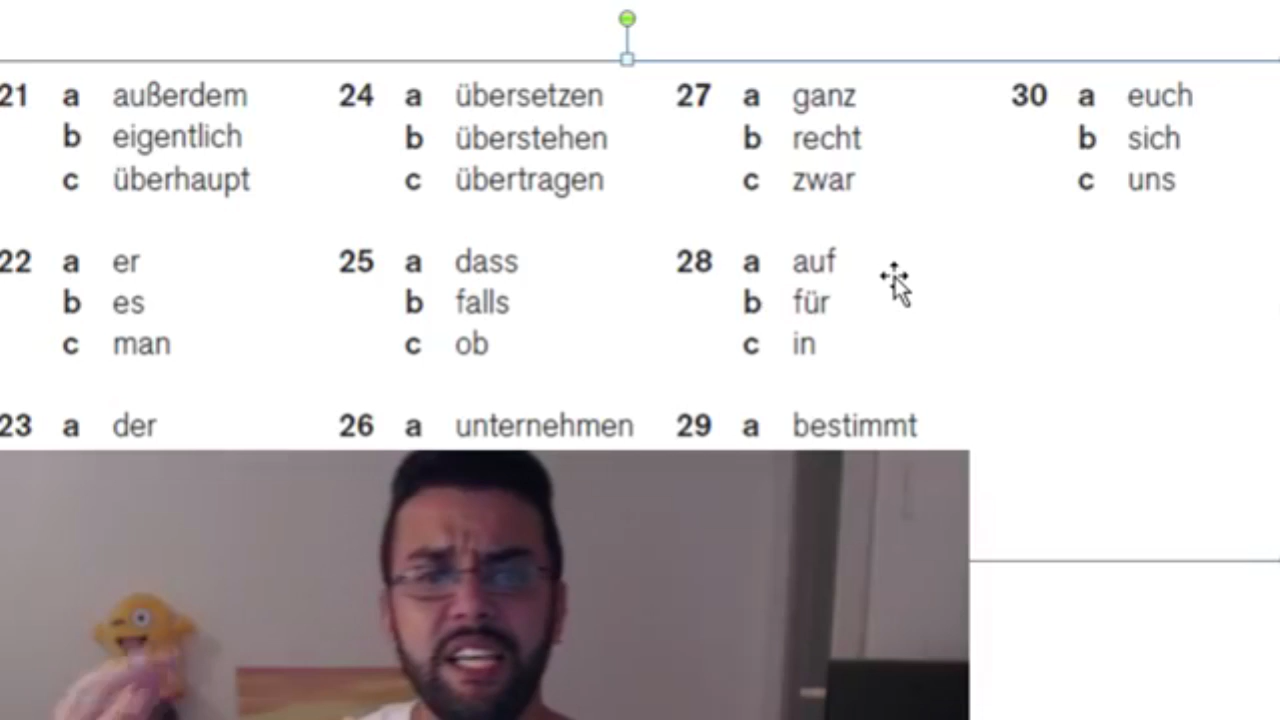 21 a außerdem
b eigentlich
c überhaupt
22 a er
b es
c man
23 a der
24 a übersetzen
b überstehen
c übertragen
25 a dass
b falls
c ob
26 a unternehmen
27 a ganz
b recht
c zwar
28 a auf
b für
c in
29 a bestimmt
30 a euch
b sich
c uns